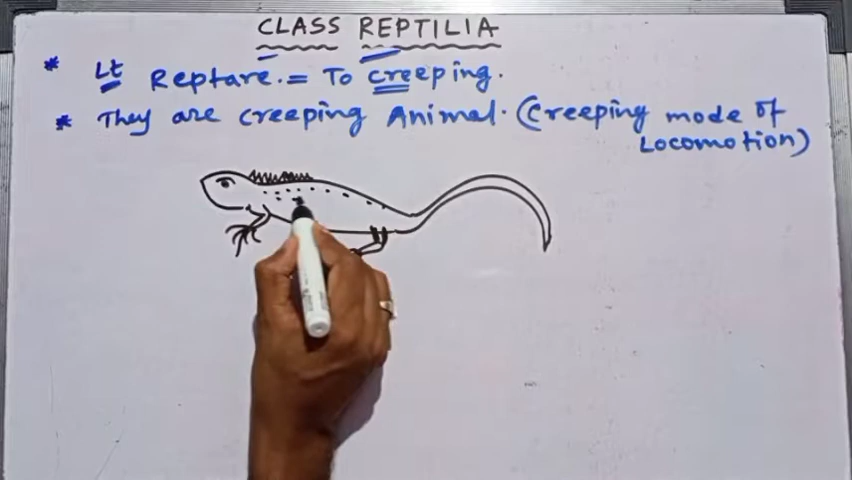 CLASS REPTILIA
* Lt Reptare. = To creeping.
* They are creeping Animal. (Creeping mode of
Locomotion)